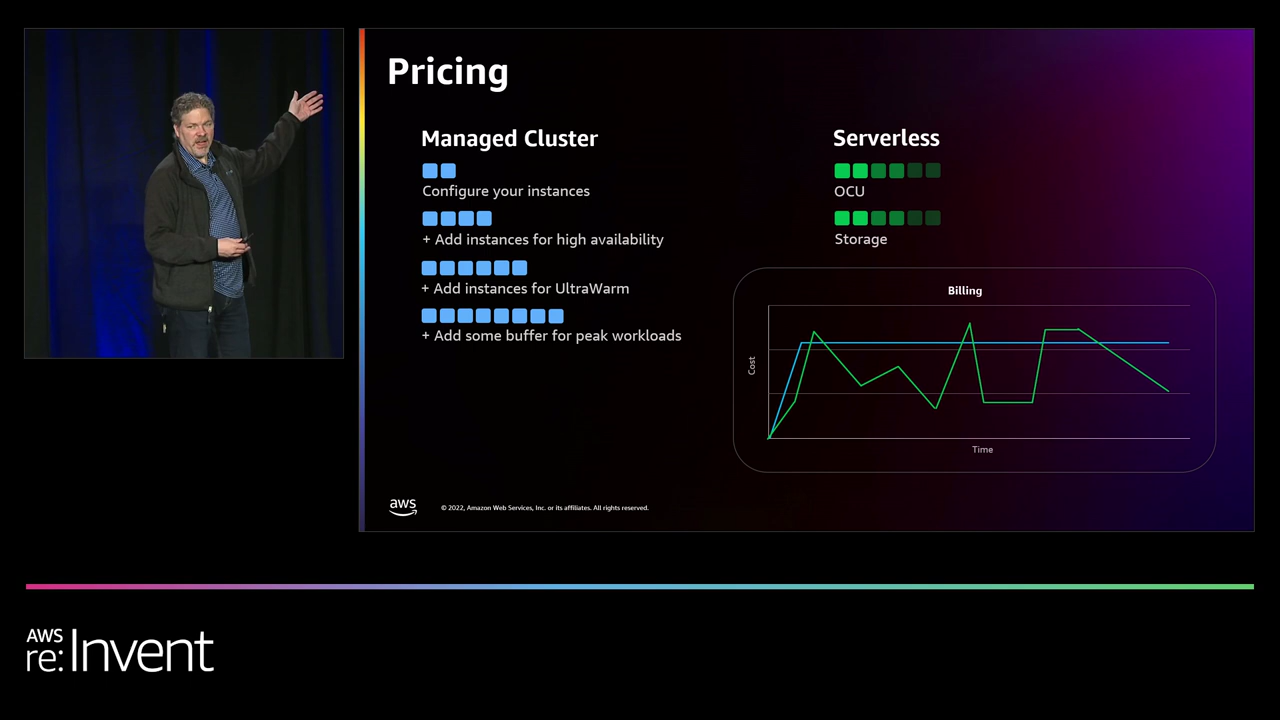 Pricing
Managed Cluster
Configure your instances
+ Add instances for high availability
+ Add instances for UltraWarm
+ Add some buffer for peak workloads
Serverless
OCU
Storage
Billing
Cost
Time
aws
© 2022, Amazon Web Services, Inc. or its affiliates. All rights reserved.
AWS
re:Invent